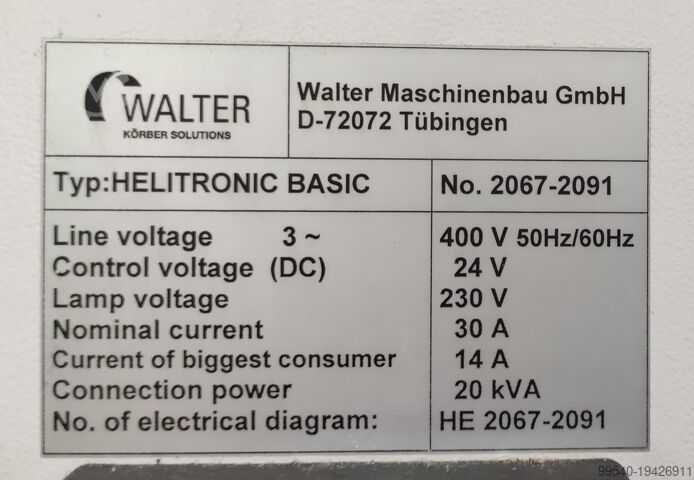 WALTER
KÖRBER SOLUTIONS
Walter Maschinenbau GmbH
D-72072 Tübingen
Typ:HELITRONIC BASIC No. 2067-2091
Line voltage 3 ~ 400 V 50Hz/60Hz
Control voltage (DC) 24 V
Lamp voltage 230 V
Nominal current 30 A
Current of biggest consumer 14 A
Connection power 20 kVA
No. of electrical diagram: HE 2067-2091
99540-19426911